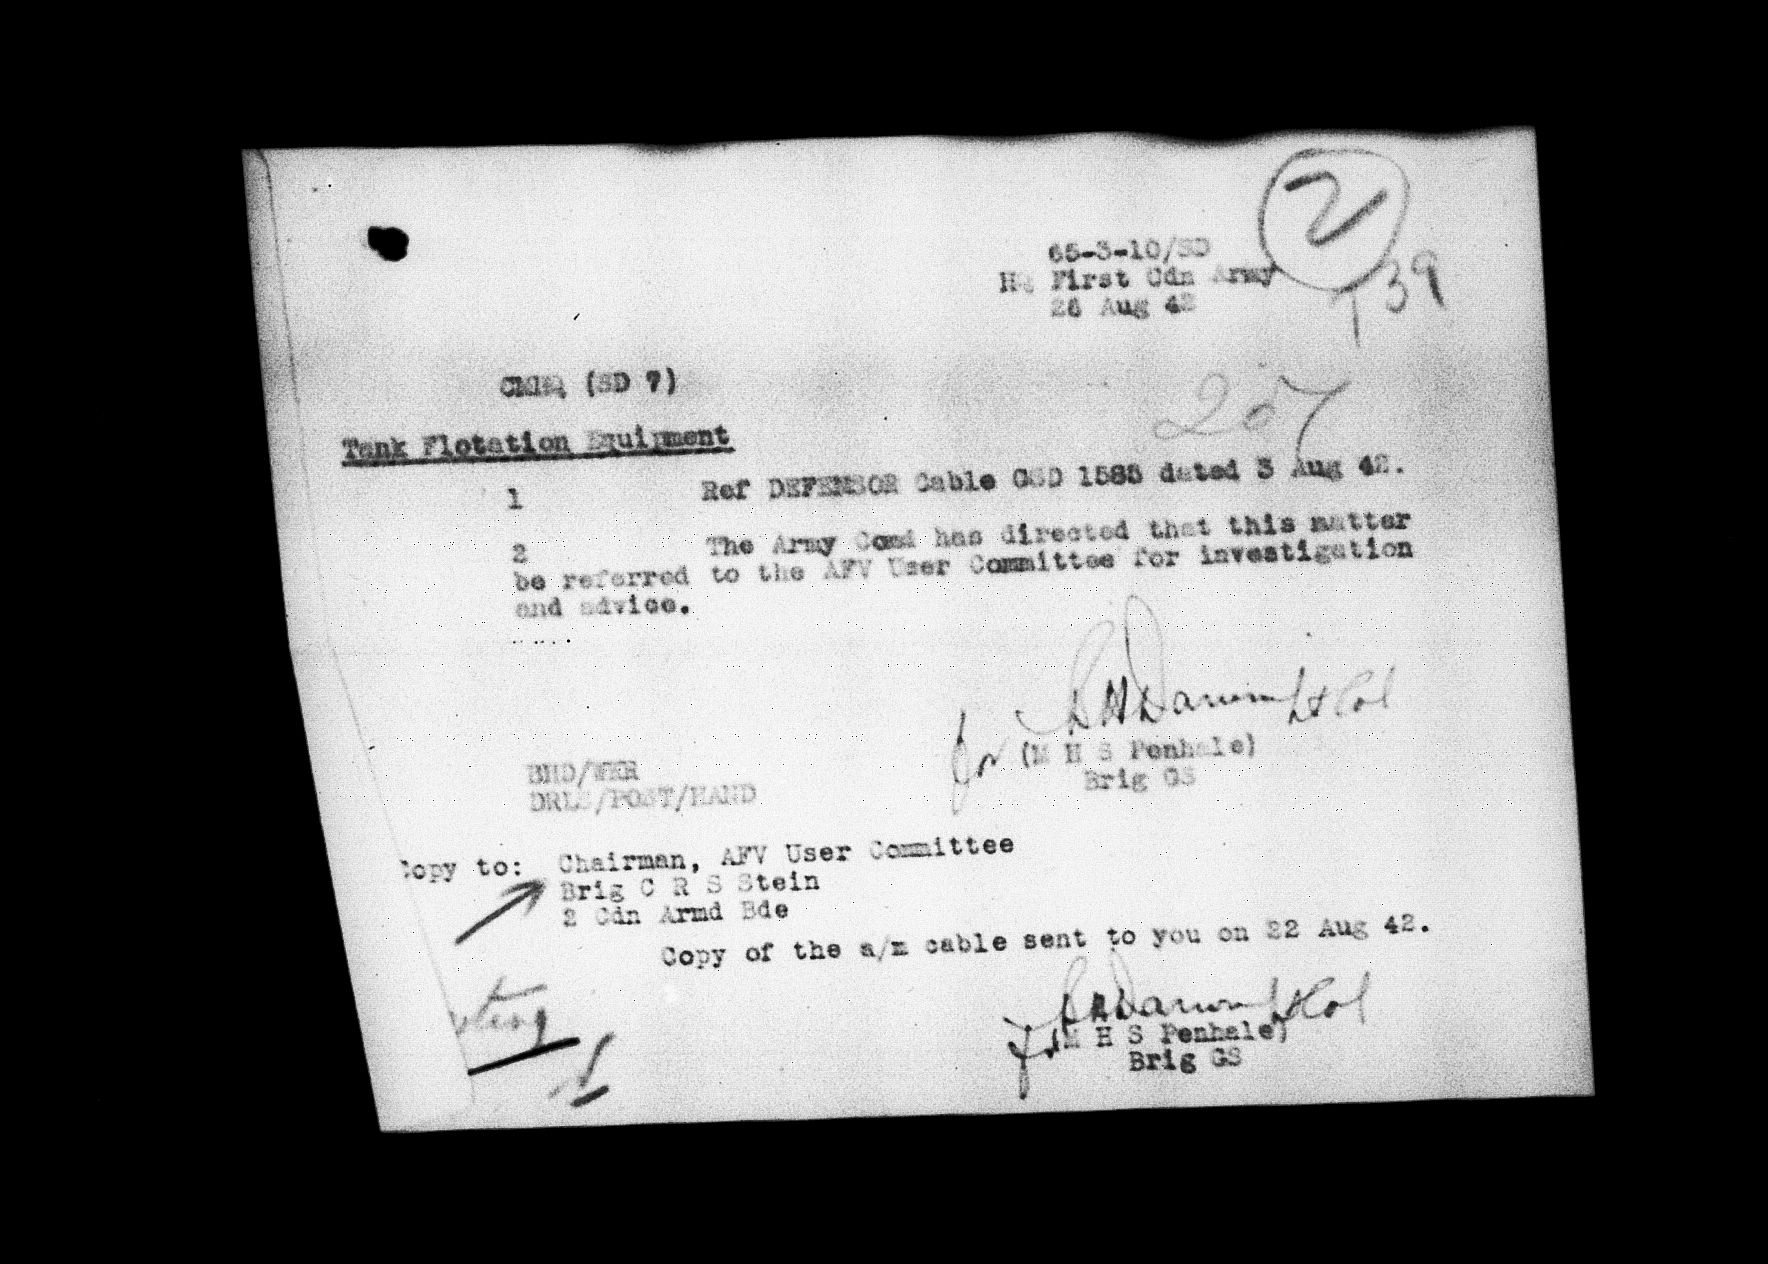 2
65-3-10/SD
HQ First Cdn Army
26 Aug 42
T 39
CMHQ (SD 7)
207
Tank Flotation Equipment
1 Ref DEFENSOR Cable GSD 1585 dated 3 Aug 42.
2 The Army Comd has directed that this matter
be referred to the AFV User Committee for investigation
and advice.
.....
for Lt Col
(M H S Penhale)
Brig GS
BHD/WKR
DRLS/POST/HAND
Copy to: Chairman, AFV User Committee
Brig C R S Stein
2 Cdn Armd Bde
Copy of the a/m cable sent to you on 22 Aug 42.
for Lt Col
(M H S Penhale)
Brig GS